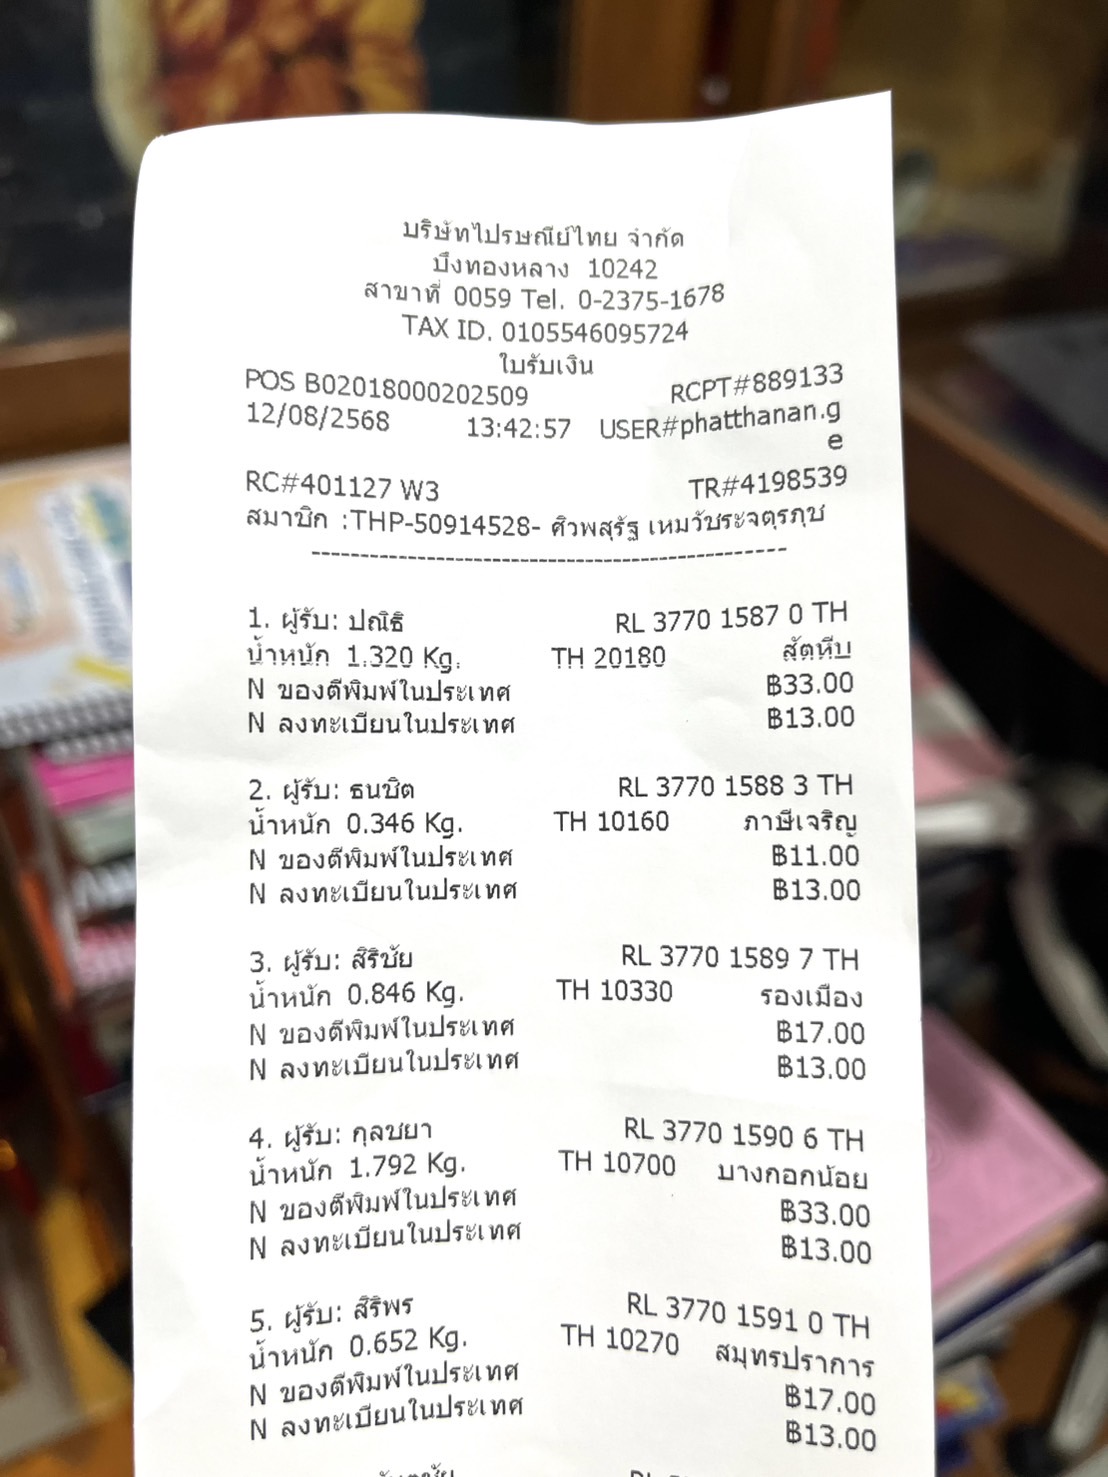 บริษัทไปรษณีย์ไทย จำกัด
บึงทองหลาง 10242
สาขาที่ 0059 Tel. 0-2375-1678
TAX ID. 0105546095724
ใบรับเงิน
POS B02018000202509 RCPT#889133
12/08/2568 13:42:57 USER#phatthanan.g
e
RC#401127 W3 TR#4198539
สมาชิก :THP-50914528- ศิวพสุรัฐ เหมวัชระจตุรภุช
------------------------------------------------
1. ผู้รับ: ปณิธิ RL 3770 1587 0 TH
น้ำหนัก 1.320 Kg. TH 20180 สัตหีบ
N ของตีพิมพ์ในประเทศ ฿33.00
N ลงทะเบียนในประเทศ ฿13.00
2. ผู้รับ: ธนชิต RL 3770 1588 3 TH
น้ำหนัก 0.346 Kg. TH 10160 ภาษีเจริญ
N ของตีพิมพ์ในประเทศ ฿11.00
N ลงทะเบียนในประเทศ ฿13.00
3. ผู้รับ: สิริชัย RL 3770 1589 7 TH
น้ำหนัก 0.846 Kg. TH 10330 รองเมือง
N ของตีพิมพ์ในประเทศ ฿17.00
N ลงทะเบียนในประเทศ ฿13.00
4. ผู้รับ: กุลชยา RL 3770 1590 6 TH
น้ำหนัก 1.792 Kg. TH 10700 บางกอกน้อย
N ของตีพิมพ์ในประเทศ ฿33.00
N ลงทะเบียนในประเทศ ฿13.00
5. ผู้รับ: สิริพร RL 3770 1591 0 TH
น้ำหนัก 0.652 Kg. TH 10270 สมุทรปราการ
N ของตีพิมพ์ในประเทศ ฿17.00
N ลงทะเบียนในประเทศ ฿13.00